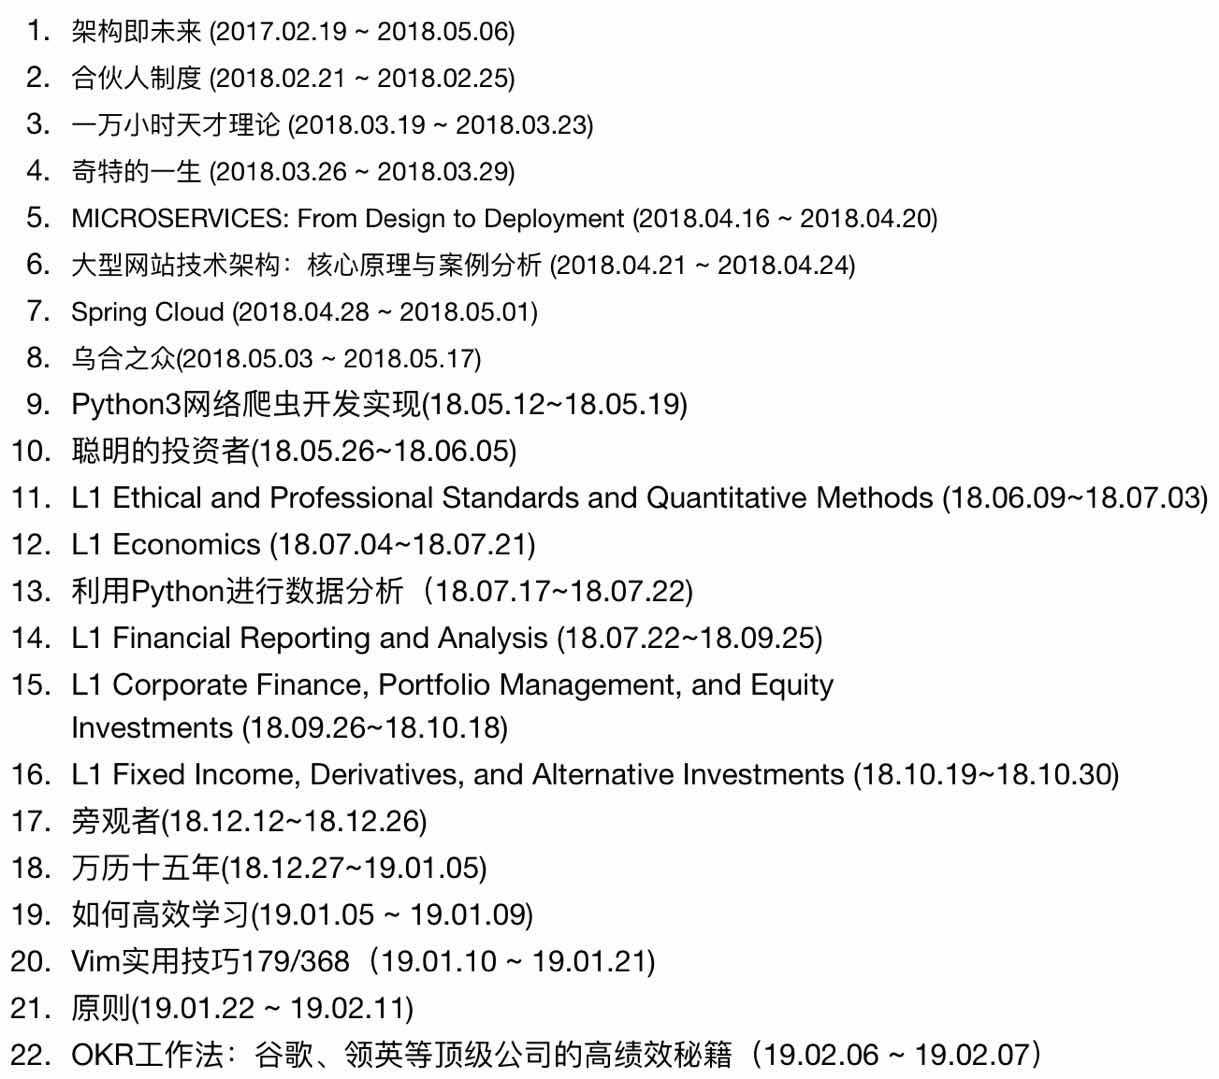 1. 架构即未来 (2017.02.19 ~ 2018.05.06)
2. 合伙人制度 (2018.02.21 ~ 2018.02.25)
3. 一万小时天才理论 (2018.03.19 ~ 2018.03.23)
4. 奇特的一生 (2018.03.26 ~ 2018.03.29)
5. MICROSERVICES: From Design to Deployment (2018.04.16 ~ 2018.04.20)
6. 大型网站技术架构：核心原理与案例分析 (2018.04.21 ~ 2018.04.24)
7. Spring Cloud (2018.04.28 ~ 2018.05.01)
8. 乌合之众(2018.05.03 ~ 2018.05.17)
9. Python3网络爬虫开发实现(18.05.12~18.05.19)
10. 聪明的投资者(18.05.26~18.06.05)
11. L1 Ethical and Professional Standards and Quantitative Methods (18.06.09~18.07.03)
12. L1 Economics (18.07.04~18.07.21)
13. 利用Python进行数据分析（18.07.17~18.07.22)
14. L1 Financial Reporting and Analysis (18.07.22~18.09.25)
15. L1 Corporate Finance, Portfolio Management, and Equity
Investments (18.09.26~18.10.18)
16. L1 Fixed Income, Derivatives, and Alternative Investments (18.10.19~18.10.30)
17. 旁观者(18.12.12~18.12.26)
18. 万历十五年(18.12.27~19.01.05)
19. 如何高效学习(19.01.05 ~ 19.01.09)
20. Vim实用技巧179/368（19.01.10 ~ 19.01.21)
21. 原则(19.01.22 ~ 19.02.11)
22. OKR工作法：谷歌、领英等顶级公司的高绩效秘籍（19.02.06 ~ 19.02.07）